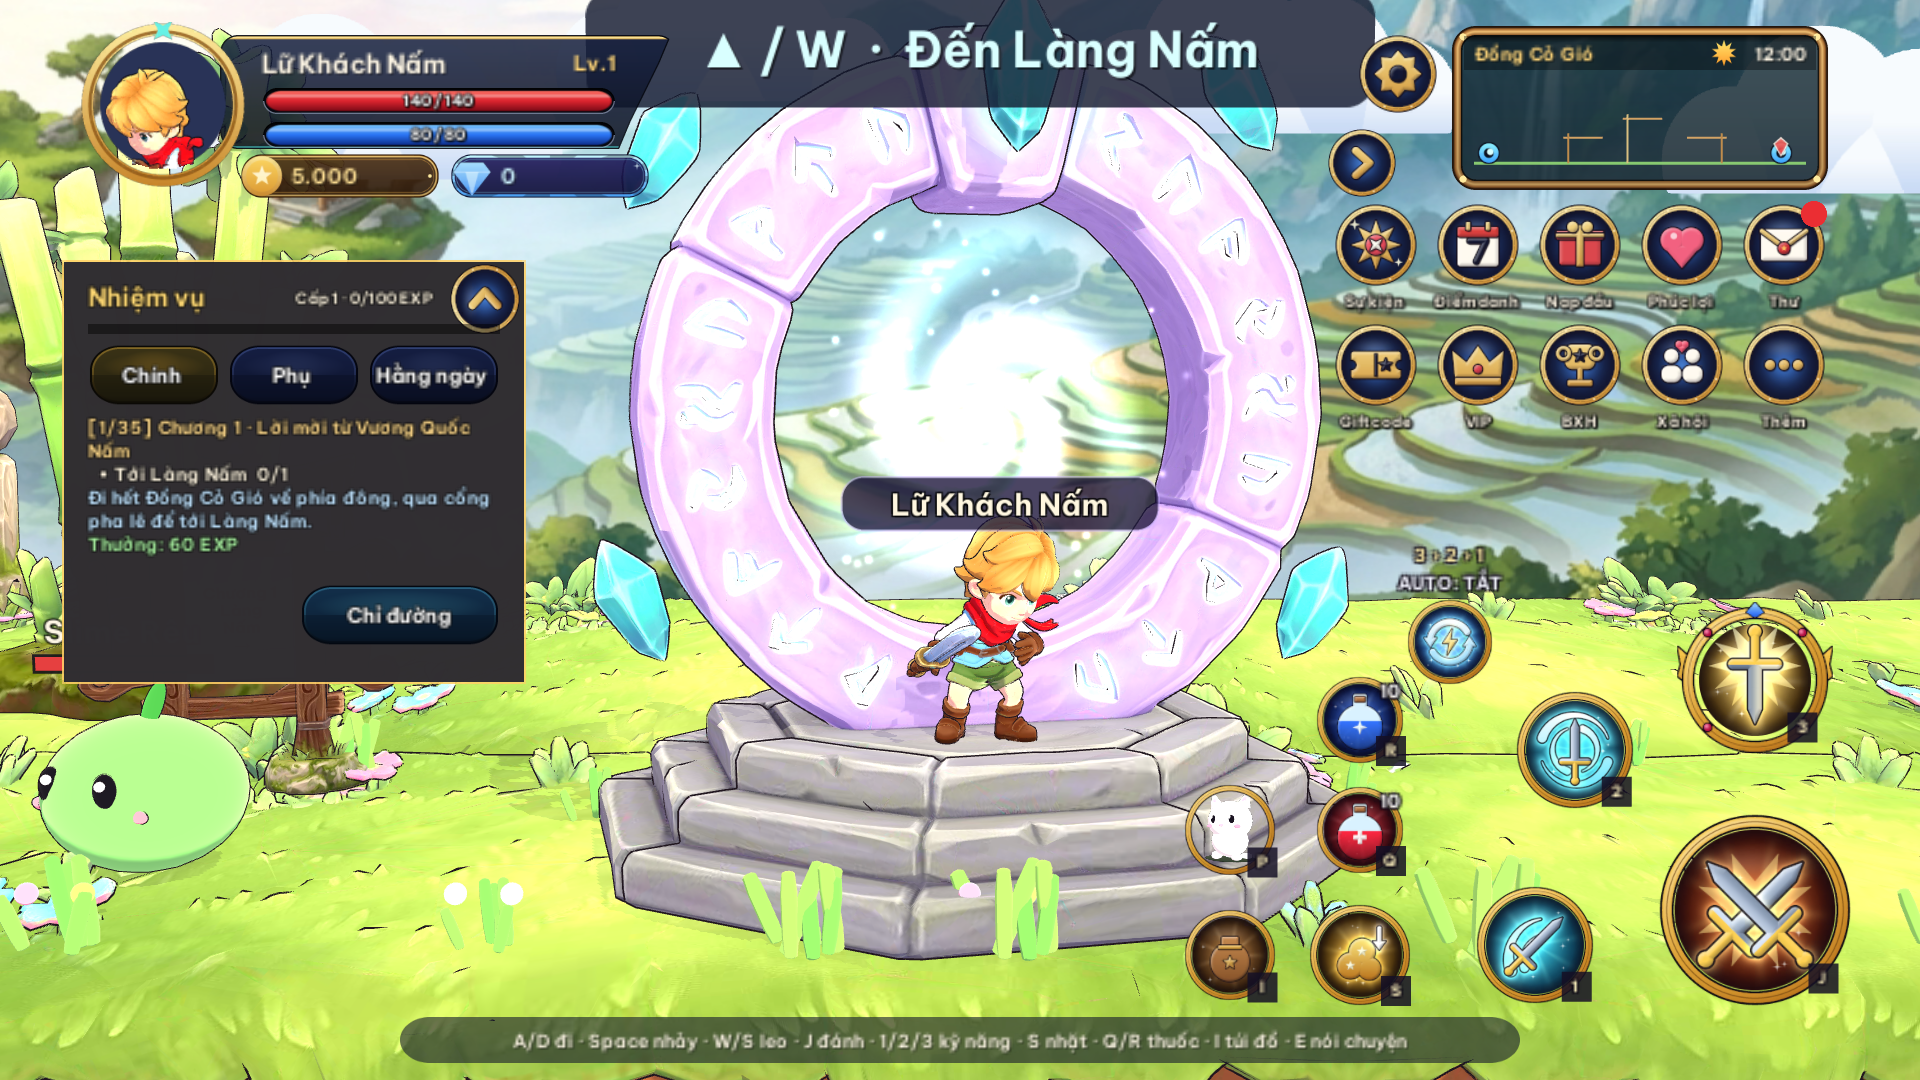 ▲ / W · Đến Làng Nấm
Lữ Khách Nấm Lv.1
140/140
80/80
5.000
0
Đồng Cỏ Gió 12:00
7
Sự kiện Điểm danh Nạp đầu Phúc lợi Thư
Giftcode VIP BXH Xã hội Thêm
Nhiệm vụ Cấp 1 · 0/100 EXP
Chính Phụ Hằng ngày
[1/35] Chương 1 · Lời mời từ Vương Quốc
Nấm
• Tới Làng Nấm 0/1
Đi hết Đồng Cỏ Gió về phía đông, qua cổng
pha lê để tới Làng Nấm.
Thưởng: 60 EXP
Chỉ đường
S
Lữ Khách Nấm
3+2+1
AUTO: TẮT
10
R
3
2
10
Q
P
I
S
1
J
A/D đi · Space nhảy · W/S leo · J đánh · 1/2/3 kỹ năng · S nhặt · Q/R thuốc · I túi đồ · E nói chuyện